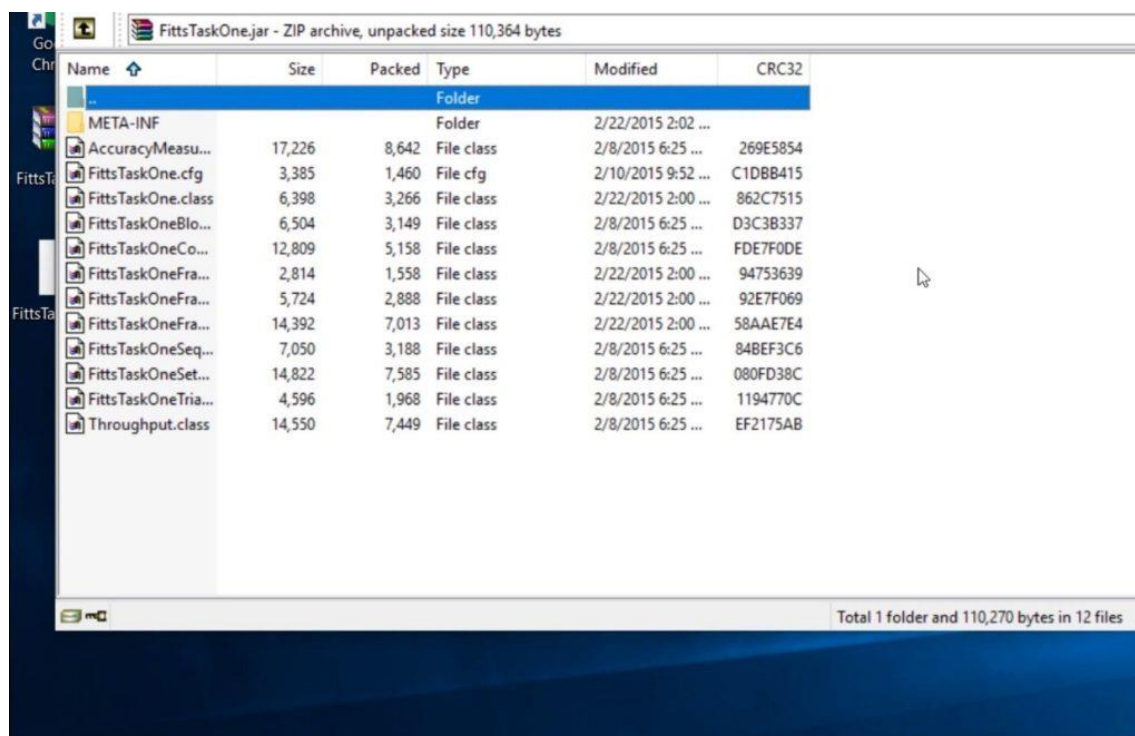 Go
Chr
FittsTa
FittsTa
FittsTaskOne.jar - ZIP archive, unpacked size 110,364 bytes
Name Size Packed Type Modified CRC32
.. Folder
META-INF Folder 2/22/2015 2:02 ...
AccuracyMeasu... 17,226 8,642 File class 2/8/2015 6:25 ... 269E5854
FittsTaskOne.cfg 3,385 1,460 File cfg 2/10/2015 9:52 ... C1DBB415
FittsTaskOne.class 6,398 3,266 File class 2/22/2015 2:00 ... 862C7515
FittsTaskOneBlo... 6,504 3,149 File class 2/8/2015 6:25 ... D3C3B337
FittsTaskOneCo... 12,809 5,158 File class 2/8/2015 6:25 ... FDE7F0DE
FittsTaskOneFra... 2,814 1,558 File class 2/22/2015 2:00 ... 94753639
FittsTaskOneFra... 5,724 2,888 File class 2/22/2015 2:00 ... 92E7F069
FittsTaskOneFra... 14,392 7,013 File class 2/22/2015 2:00 ... 58AAE7E4
FittsTaskOneSeq... 7,050 3,188 File class 2/8/2015 6:25 ... 84BEF3C6
FittsTaskOneSet... 14,822 7,585 File class 2/8/2015 6:25 ... 080FD38C
FittsTaskOneTria... 4,596 1,968 File class 2/8/2015 6:25 ... 1194770C
Throughput.class 14,550 7,449 File class 2/8/2015 6:25 ... EF2175AB
Total 1 folder and 110,270 bytes in 12 files